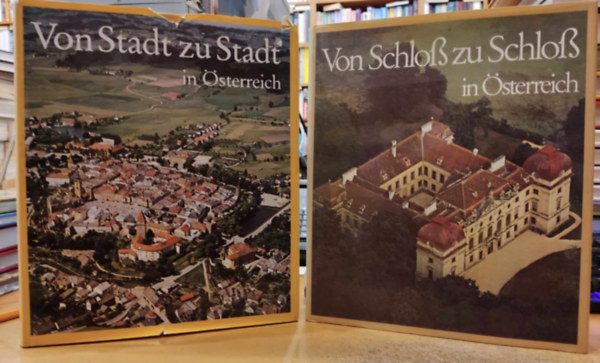 Von Stadt zu Stadt
in Österreich
Von Schloß zu Schloß
in Österreich